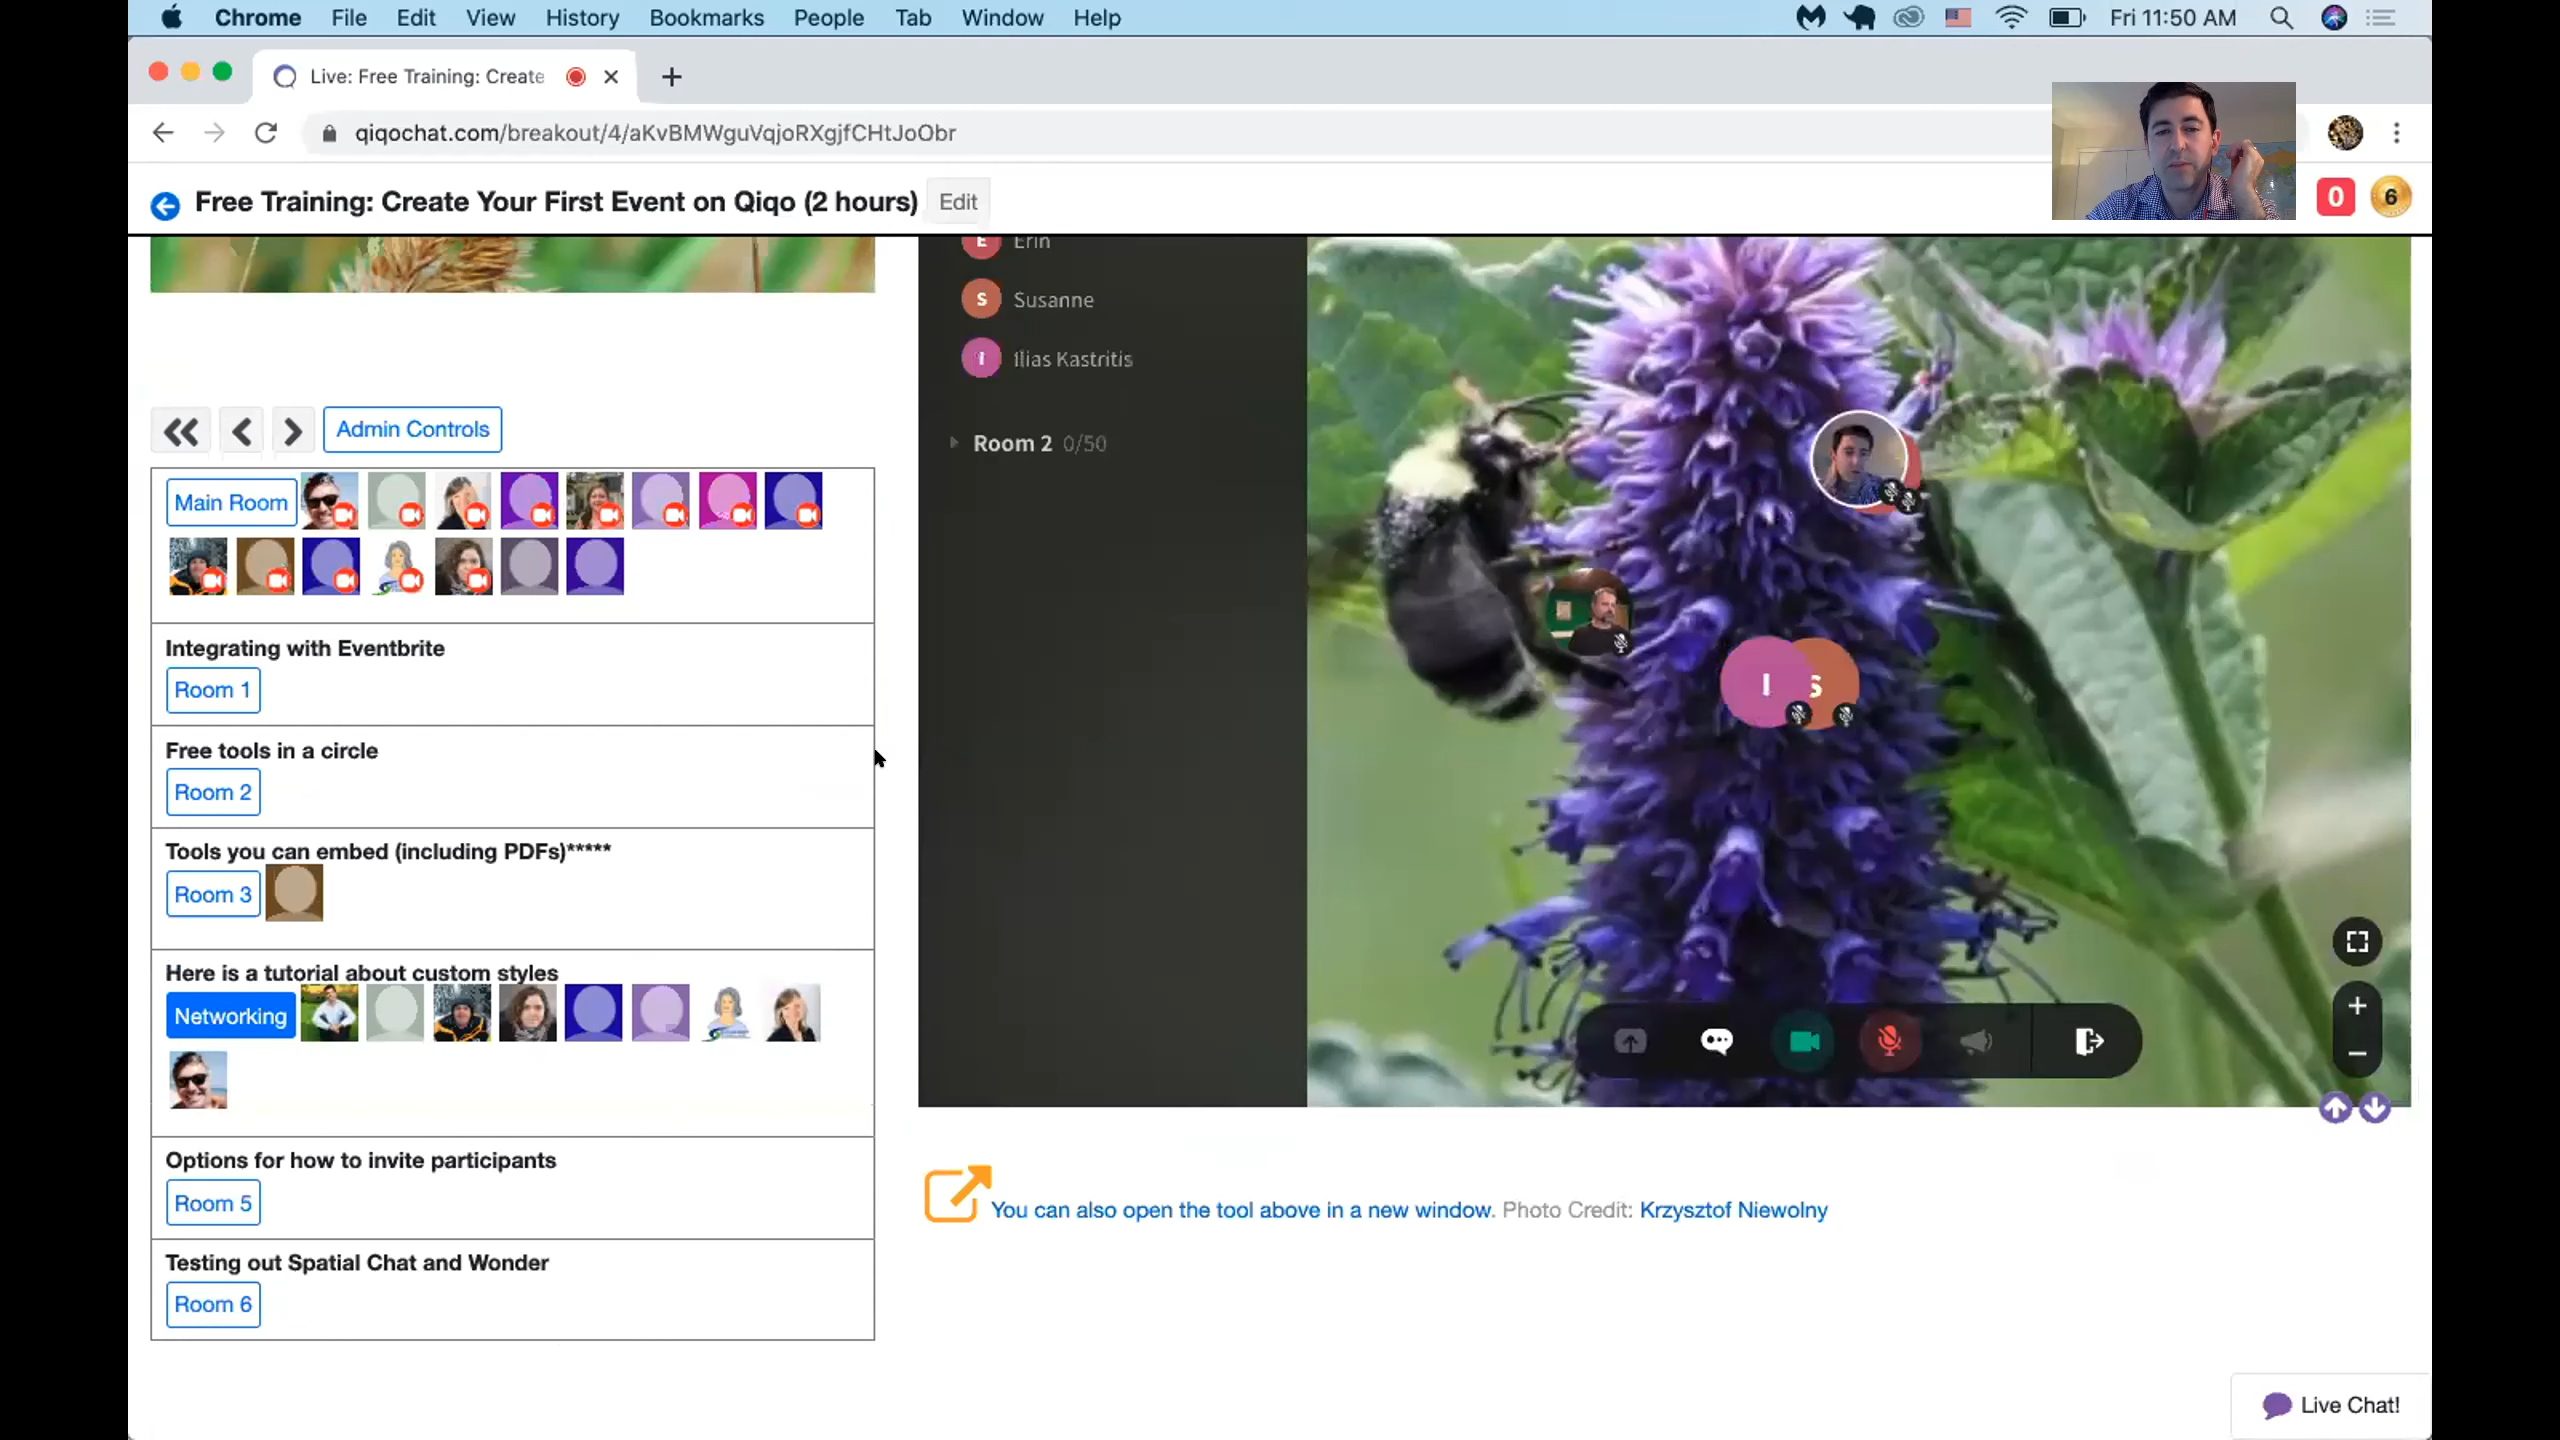 Chrome File Edit View History Bookmarks People Tab Window Help Fri 11:50 AM
Live: Free Training: Create
qiqochat.com/breakout/4/aKvBMWguVqjoRXgjfCHtJoObr
Free Training: Create Your First Event on Qiqo (2 hours) Edit 0 6
E Erin
S Susanne
I Ilias Kastritis
Room 2 0/50
I S
Admin Controls
Main Room
Integrating with Eventbrite
Room 1
Free tools in a circle
Room 2
Tools you can embed (including PDFs)*****
Room 3
Here is a tutorial about custom styles
Networking
Options for how to invite participants
Room 5
Testing out Spatial Chat and Wonder
Room 6
You can also open the tool above in a new window. Photo Credit: Krzysztof Niewolny
Live Chat!